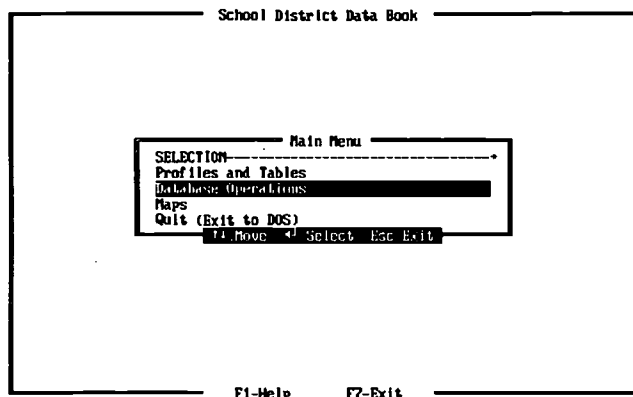 School District Data Book
Main Menu
SELECTION
Profiles and Tables
Database Operations
Maps
Quit (Exit to DOS)
↑↓ Move ◄┘ Select Esc Exit
F1-Help F7-Exit